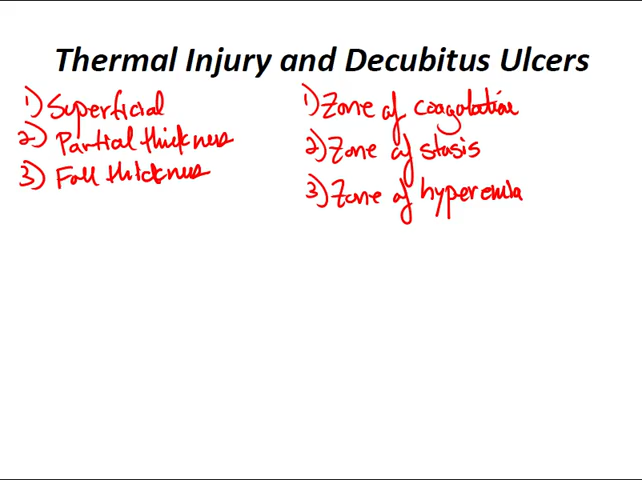 Thermal Injury and Decubitus Ulcers
1) Superficial
2) Partial thickness
3) Full thickness
1) Zone of coagulation
2) Zone of stasis
3) Zone of hyperemia